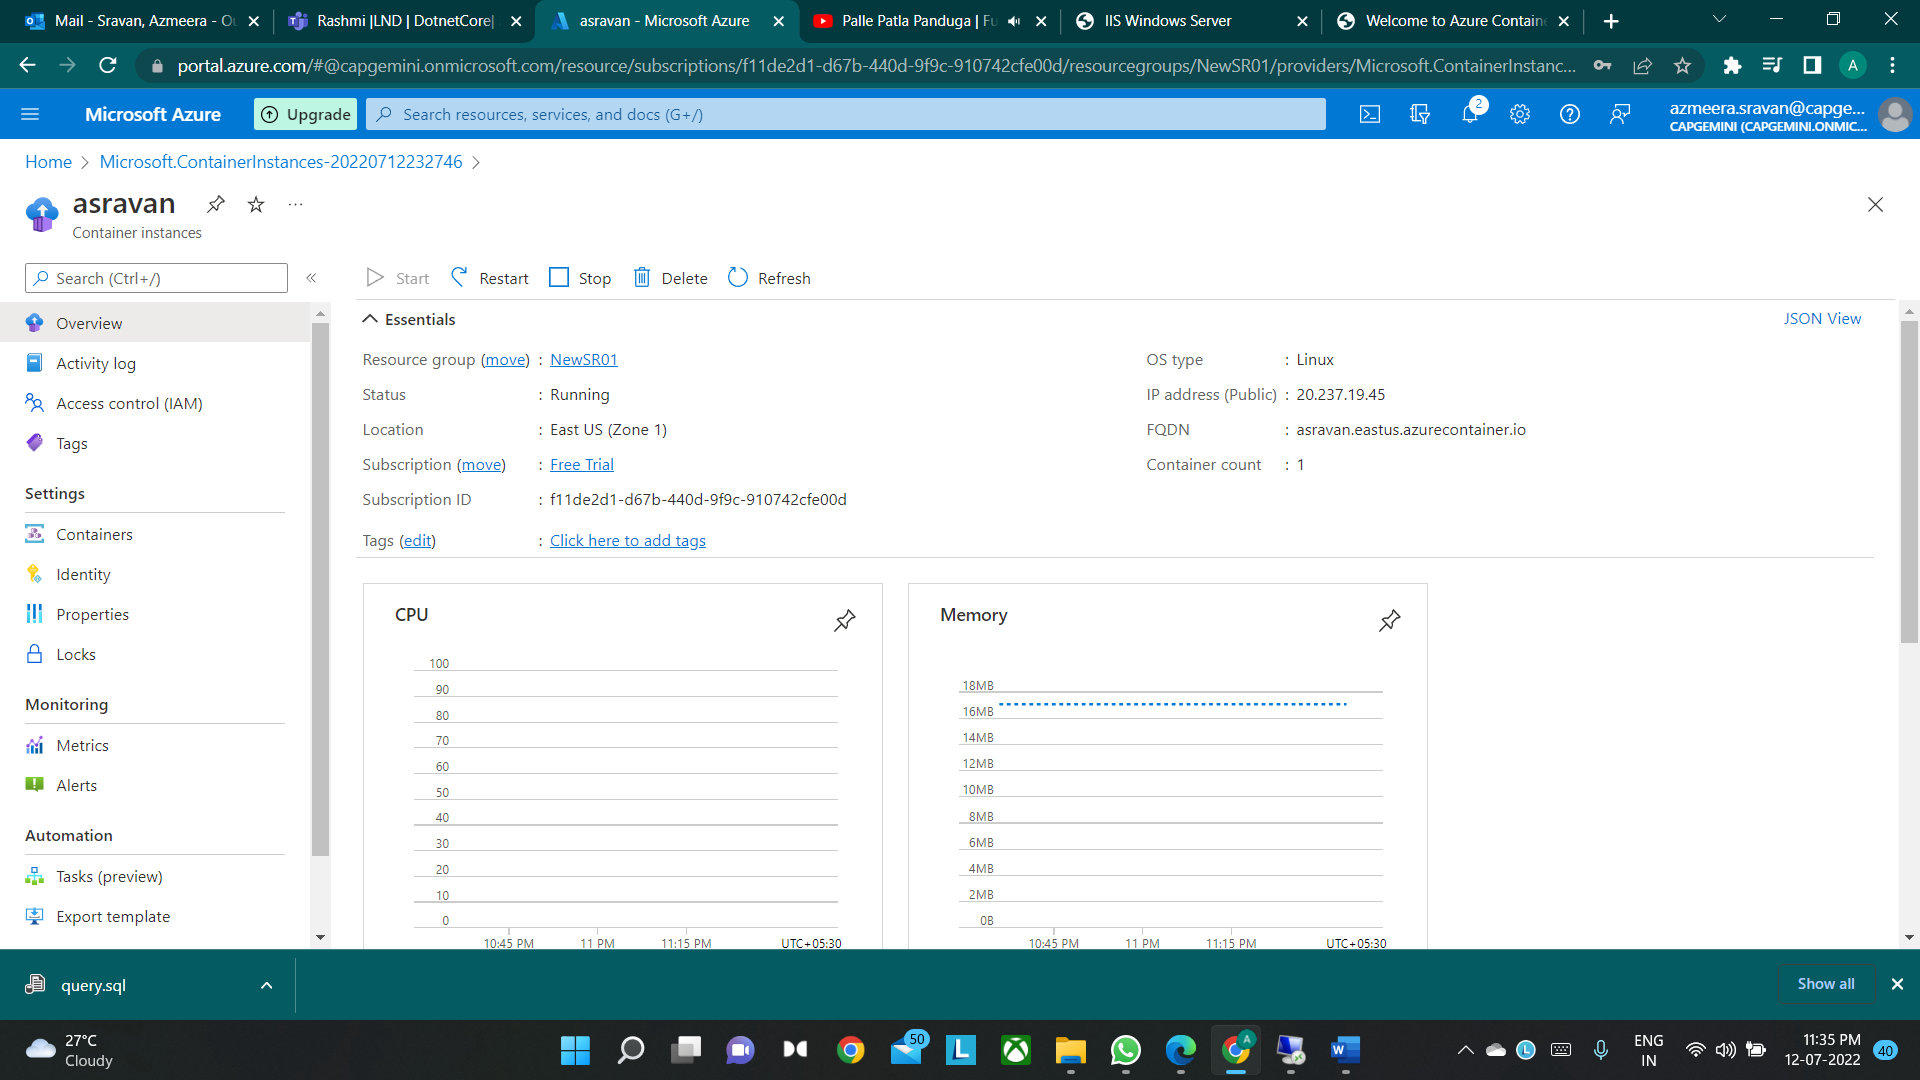 Mail - Sravan, Azmeera - Ou
Rashmi |LND | DotnetCore|
asravan - Microsoft Azure
Palle Patla Panduga | Fu
IIS Windows Server
Welcome to Azure Contain
portal.azure.com/#@capgemini.onmicrosoft.com/resource/subscriptions/f11de2d1-d67b-440d-9f9c-910742cfe00d/resourcegroups/NewSR01/providers/Microsoft.ContainerInstanc...
A
Microsoft Azure
Upgrade
Search resources, services, and docs (G+/)
2
azmeera.sravan@capge...
CAPGEMINI (CAPGEMINI.ONMIC...
Home > Microsoft.ContainerInstances-20220712232746 >
asravan
Container instances
Search (Ctrl+/)
Start
Restart
Stop
Delete
Refresh
Overview
Activity log
Access control (IAM)
Tags
Settings
Containers
Identity
Properties
Locks
Monitoring
Metrics
Alerts
Automation
Tasks (preview)
Export template
Essentials
JSON View
Resource group (move) : NewSR01
Status : Running
Location : East US (Zone 1)
Subscription (move) : Free Trial
Subscription ID : f11de2d1-d67b-440d-9f9c-910742cfe00d
Tags (edit) : Click here to add tags
OS type : Linux
IP address (Public) : 20.237.19.45
FQDN : asravan.eastus.azurecontainer.io
Container count : 1
CPU
100
90
80
70
60
50
40
30
20
10
0
10:45 PM 11 PM 11:15 PM UTC+05:30
Memory
18MB
16MB
14MB
12MB
10MB
8MB
6MB
4MB
2MB
0B
10:45 PM 11 PM 11:15 PM UTC+05:30
query.sql
Show all
27°C
Cloudy
50
L
A
W
L
ENG
IN
11:35 PM
12-07-2022
40